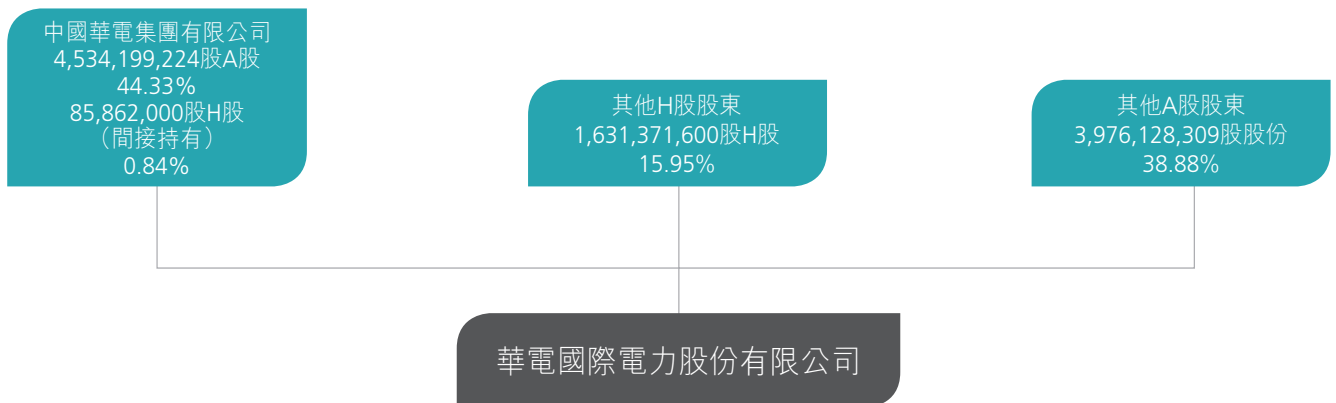 中國華電集團有限公司
4,534,199,224股A股
44.33%
85,862,000股H股
（間接持有）
0.84%
其他H股股東
1,631,371,600股H股
15.95%
其他A股股東
3,976,128,309股股份
38.88%
華電國際電力股份有限公司